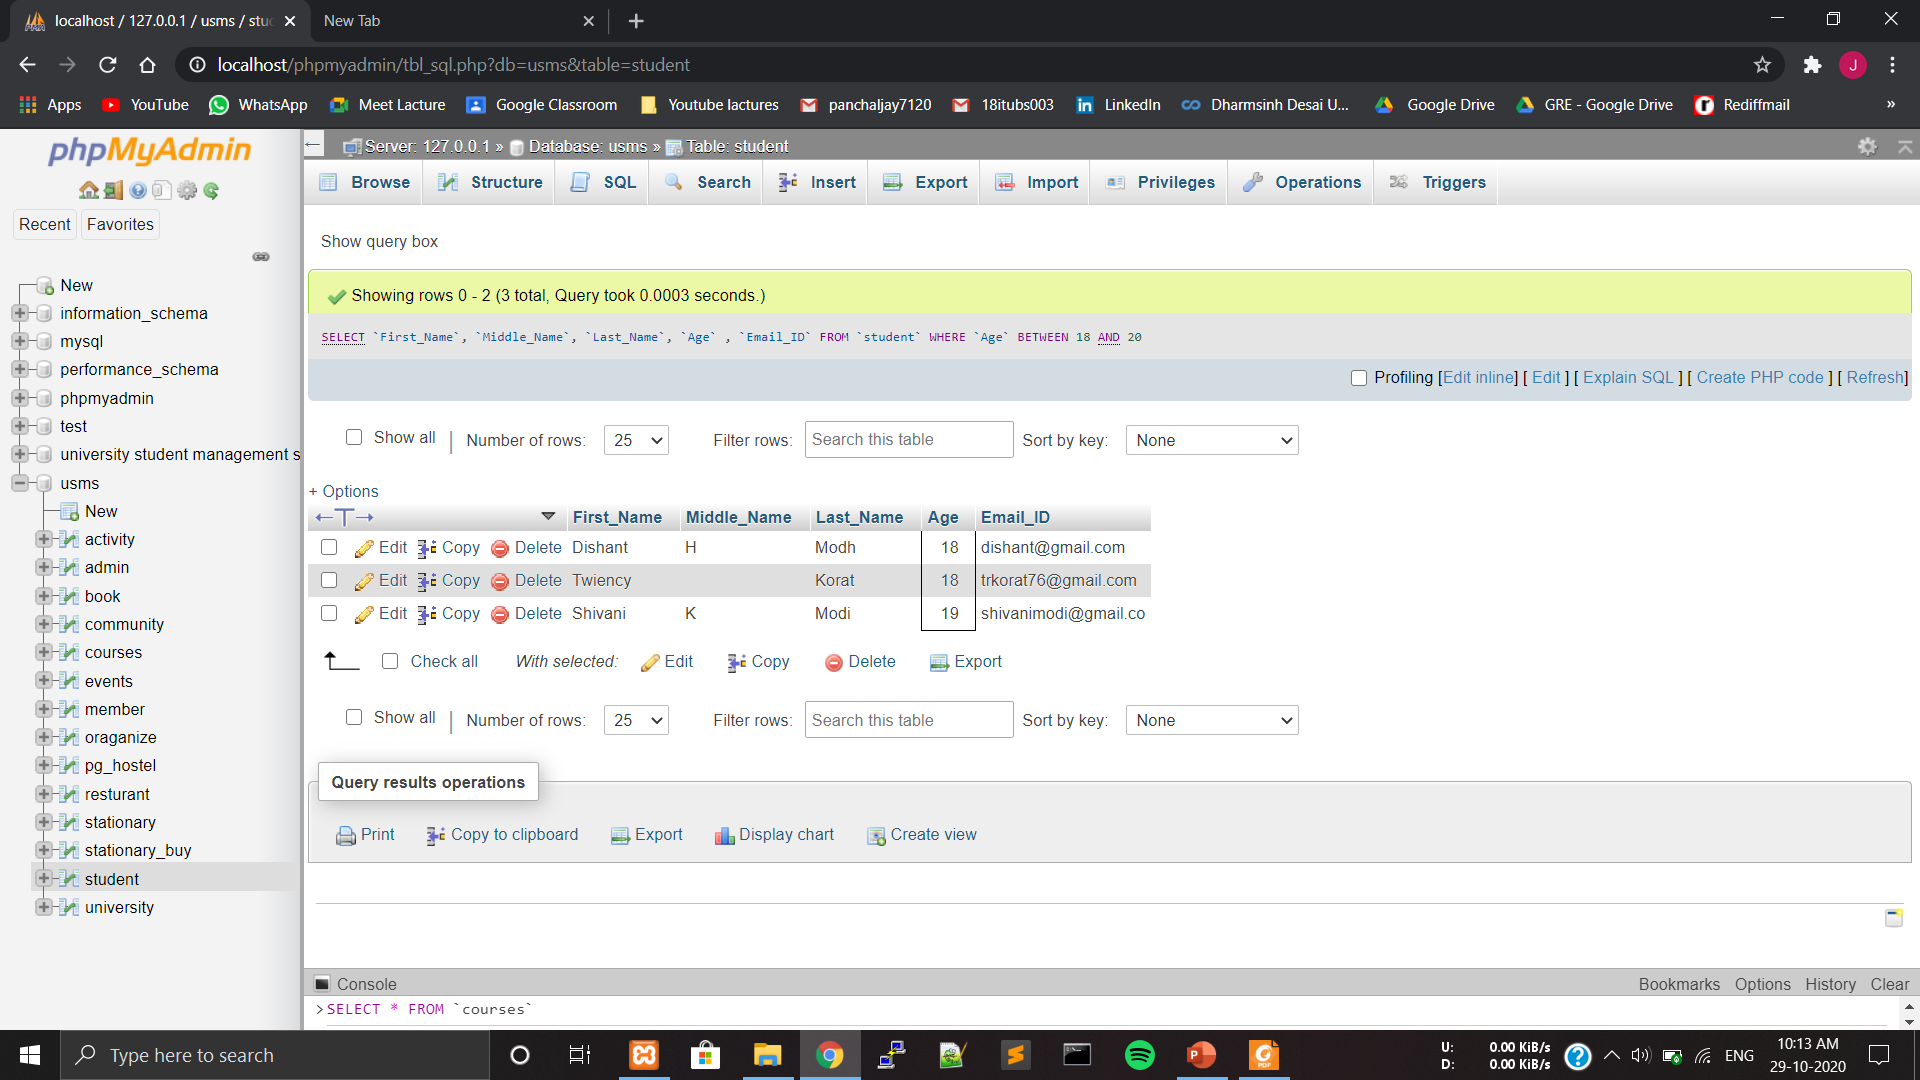 localhost / 127.0.0.1 / usms / stud
New Tab
localhost/phpmyadmin/tbl_sql.php?db=usms&table=student
J
Apps YouTube WhatsApp Meet Lacture Google Classroom Youtube lactures panchaljay7120 18itubs003 LinkedIn Dharmsinh Desai U... Google Drive GRE - Google Drive Rediffmail »
phpMyAdmin
Recent Favorites
New
information_schema
mysql
performance_schema
phpmyadmin
test
university student management s
usms
New
activity
admin
book
community
courses
events
member
oraganize
pg_hostel
resturant
stationary
stationary_buy
student
university
Server: 127.0.0.1 » Database: usms » Table: student
Browse Structure SQL Search Insert Export Import Privileges Operations Triggers
Show query box
Showing rows 0 - 2 (3 total, Query took 0.0003 seconds.)
SELECT `First_Name`, `Middle_Name`, `Last_Name`, `Age` , `Email_ID` FROM `student` WHERE `Age` BETWEEN 18 AND 20
Profiling [Edit inline] [ Edit ] [ Explain SQL ] [ Create PHP code ] [ Refresh]
Show all | Number of rows: 25 Filter rows: Search this table Sort by key: None
+ Options
←T→ First_Name Middle_Name Last_Name Age Email_ID
Edit Copy Delete Dishant H Modh 18 dishant@gmail.com
Edit Copy Delete Twiency Korat 18 trkorat76@gmail.com
Edit Copy Delete Shivani K Modi 19 shivanimodi@gmail.co
Check all With selected: Edit Copy Delete Export
Show all | Number of rows: 25 Filter rows: Search this table Sort by key: None
Query results operations
Print Copy to clipboard Export Display chart Create view
Console Bookmarks Options History Clear
>SELECT * FROM `courses`
Type here to search
U: 0.00 KiB/s
D: 0.00 KiB/s
ENG
10:13 AM
29-10-2020